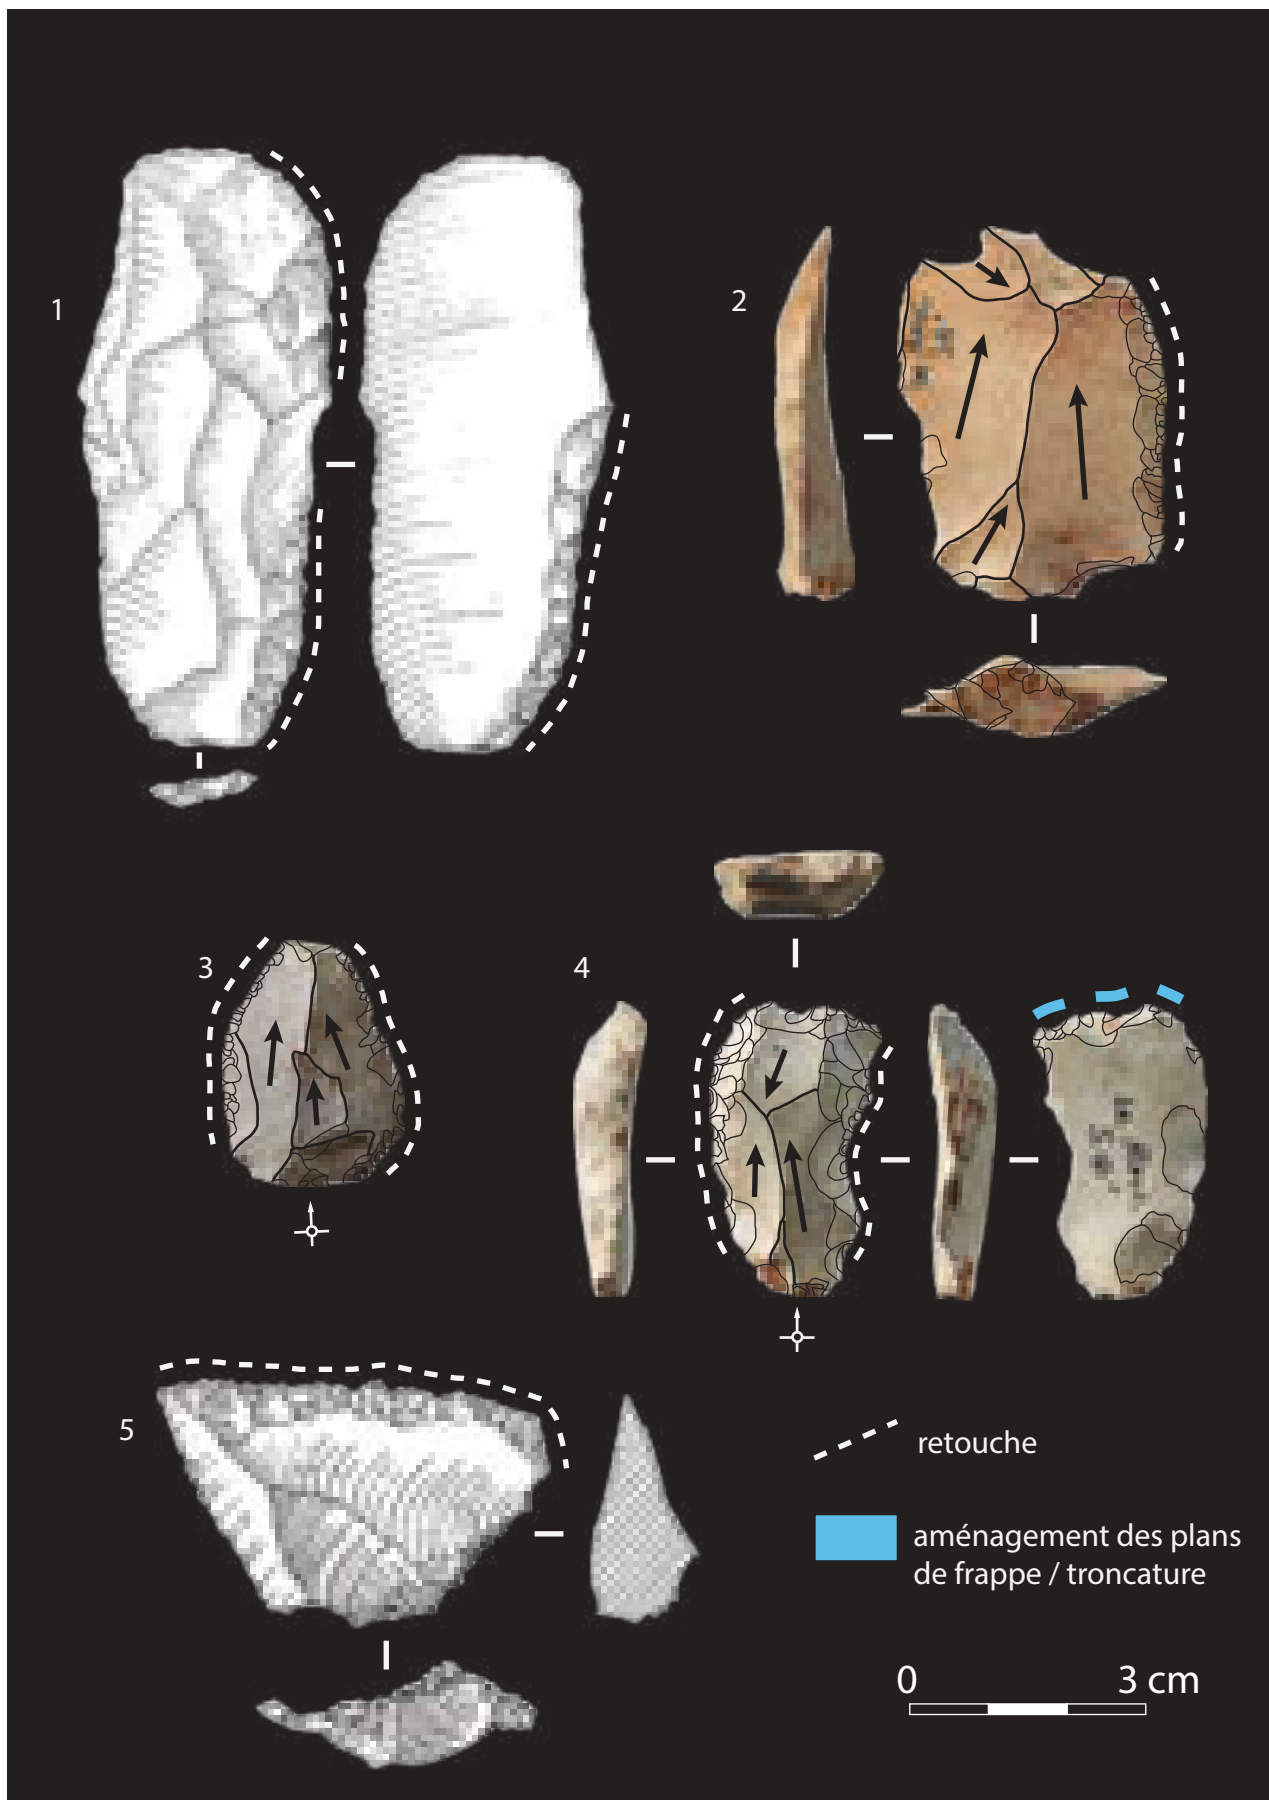 1
2
3
4
5
retouche
aménagement des plans
de frappe / troncature
0 3 cm